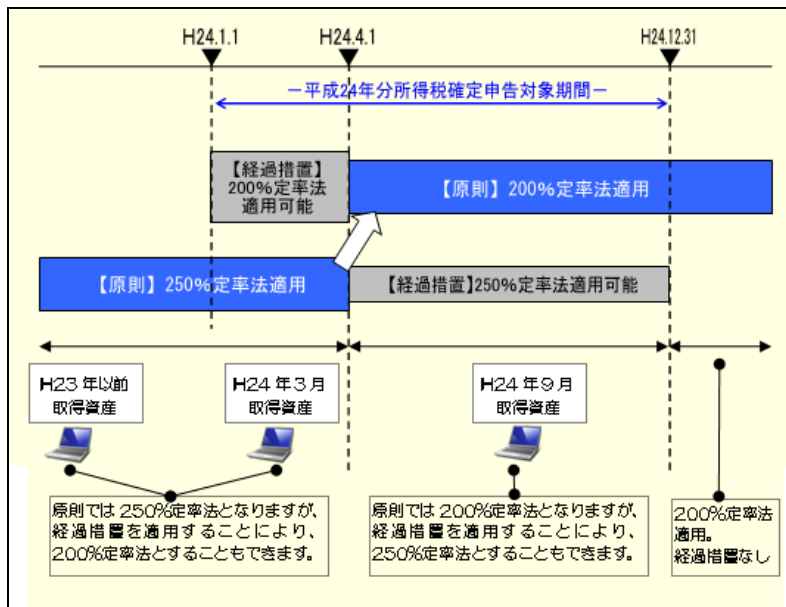 H24.1.1
H24.4.1
H24.12.31
－平成24年分所得税確定申告対象期間－
【経過措置】
200%定率法
適用可能
【原則】200%定率法適用
【原則】250%定率法適用
【経過措置】250%定率法適用可能
H23年以前
取得資産
H24年3月
取得資産
H24年9月
取得資産
原則では250%定率法となりますが、
経過措置を適用することにより、
200%定率法とすることもできます。
原則では200%定率法となりますが、
経過措置を適用することにより、
250%定率法とすることもできます。
200%定率法
適用。
経過措置なし